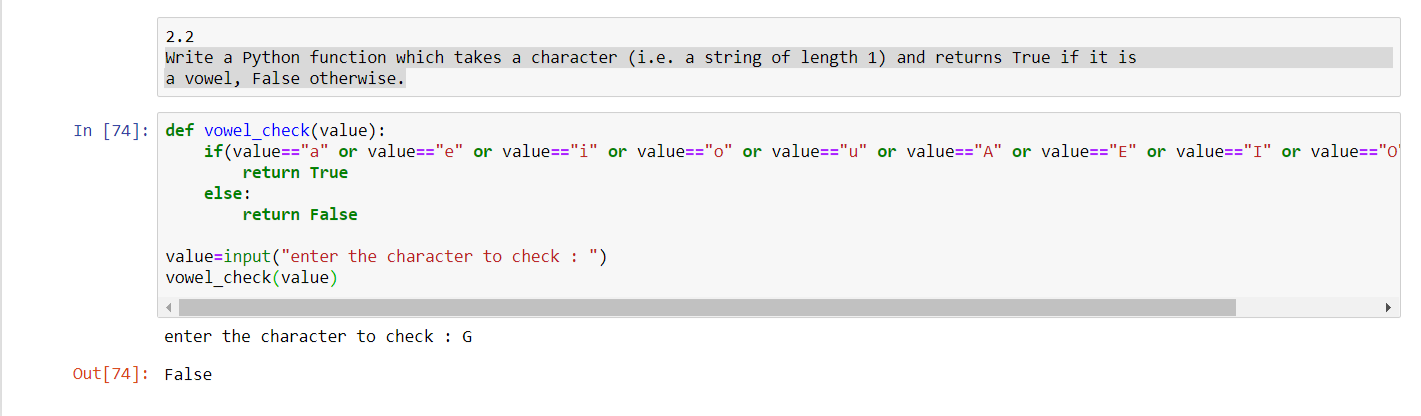 2.2
Write a Python function which takes a character (i.e. a string of length 1) and returns True if it is
a vowel, False otherwise.
In [74]: def vowel_check(value):
    if(value=="a" or value=="e" or value=="i" or value=="o" or value=="u" or value=="A" or value=="E" or value=="I" or value=="O"
        return True
    else:
        return False
value=input("enter the character to check : ")
vowel_check(value)
enter the character to check : G
Out[74]: False